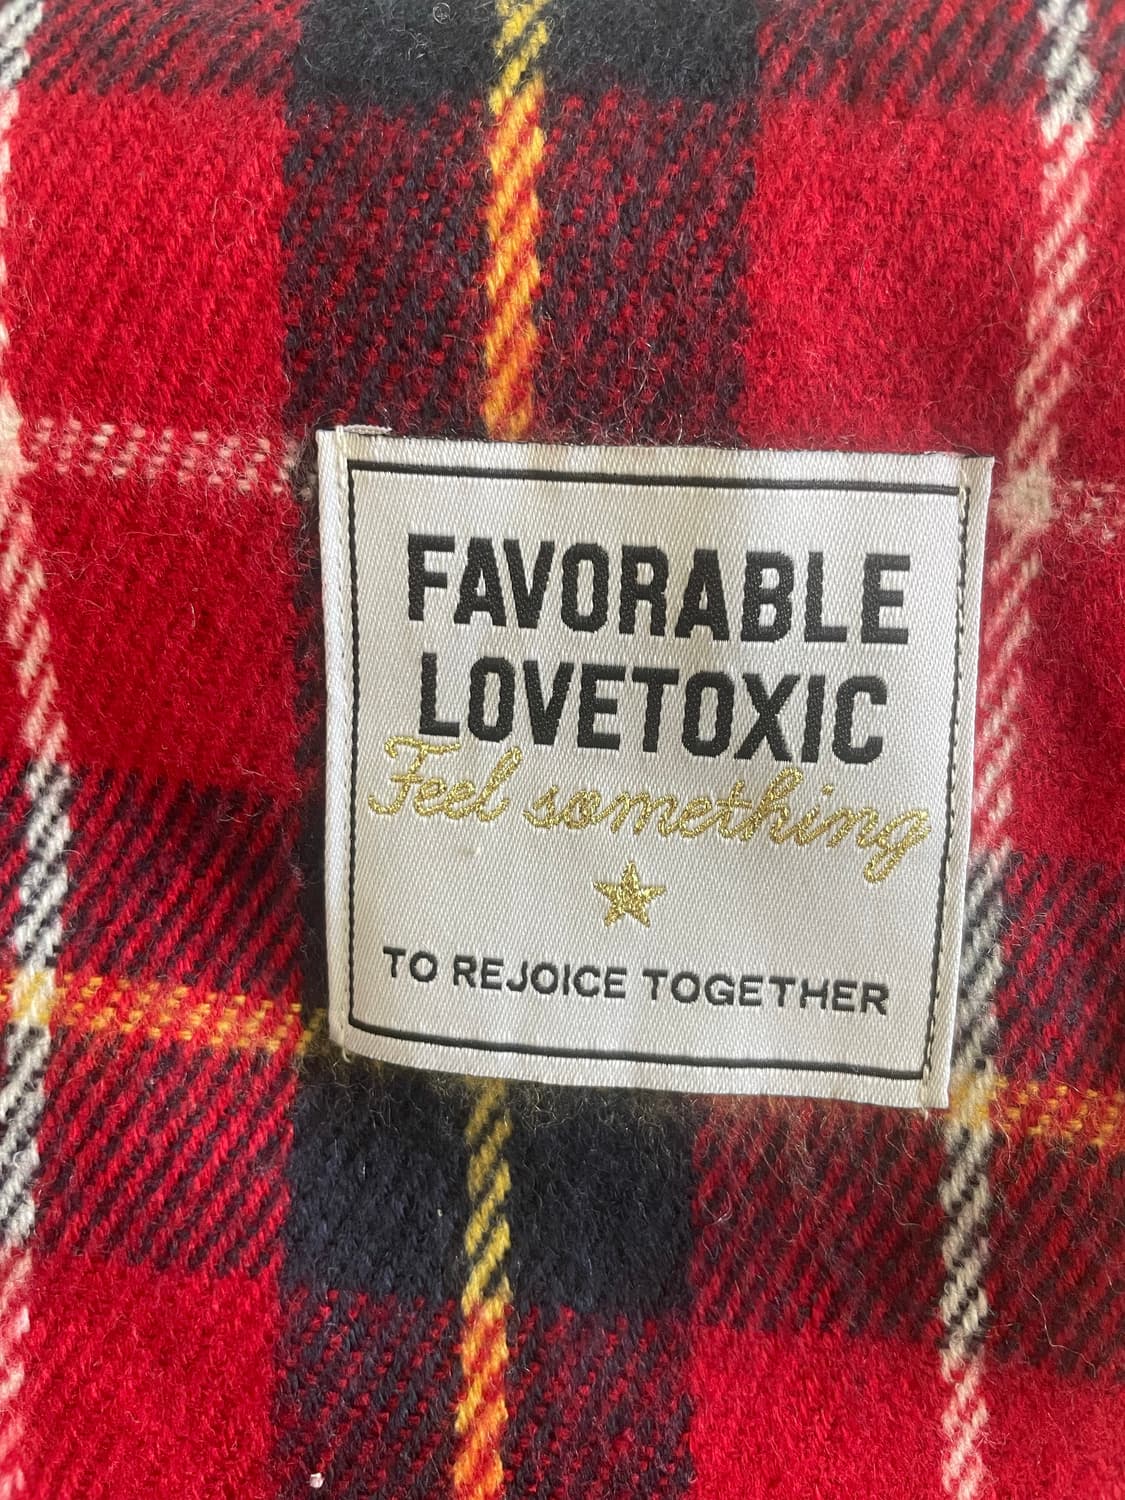 FAVORABLE
LOVETOXIC
Feel something
TO REJOICE TOGETHER